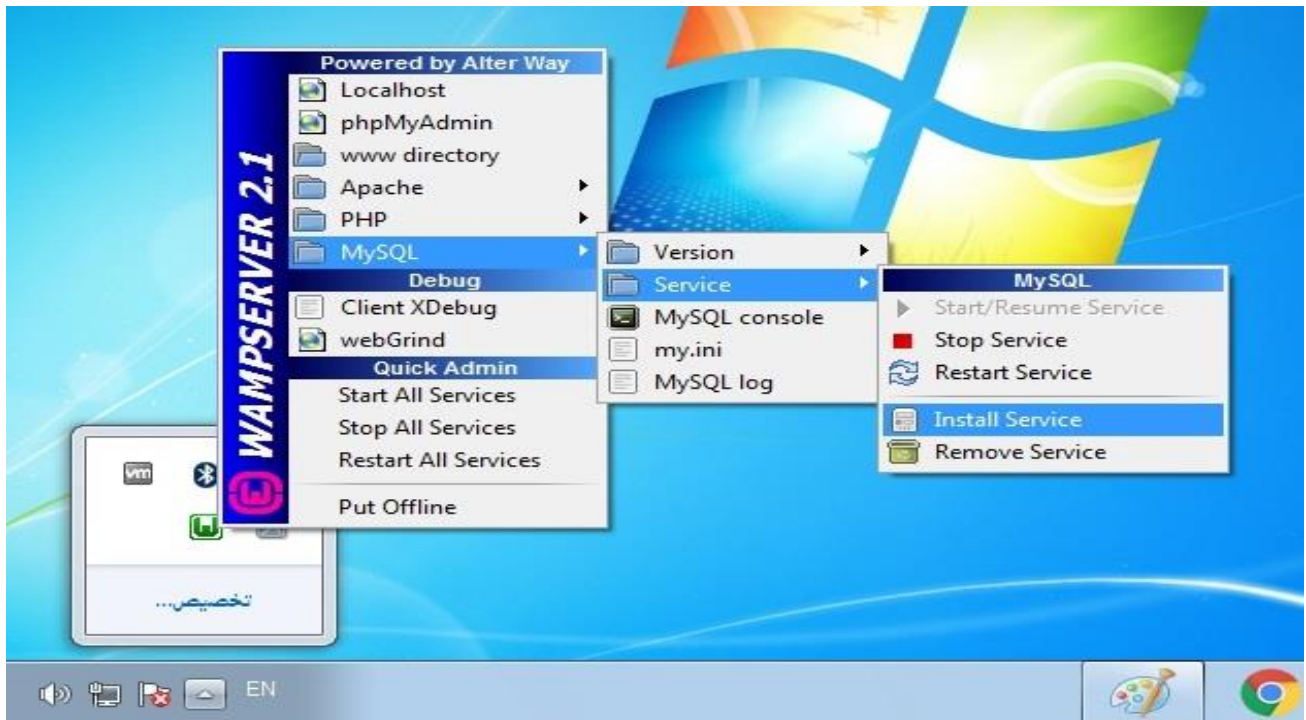 Powered by Alter Way
Localhost
phpMyAdmin
www directory
Apache
PHP
MySQL
Debug
Client XDebug
webGrind
Quick Admin
Start All Services
Stop All Services
Restart All Services
Put Offline
WAMPSERVER 2.1
Version
Service
MySQL console
my.ini
MySQL log
MySQL
Start/Resume Service
Stop Service
Restart Service
Install Service
Remove Service
vm
تخصيص...
EN